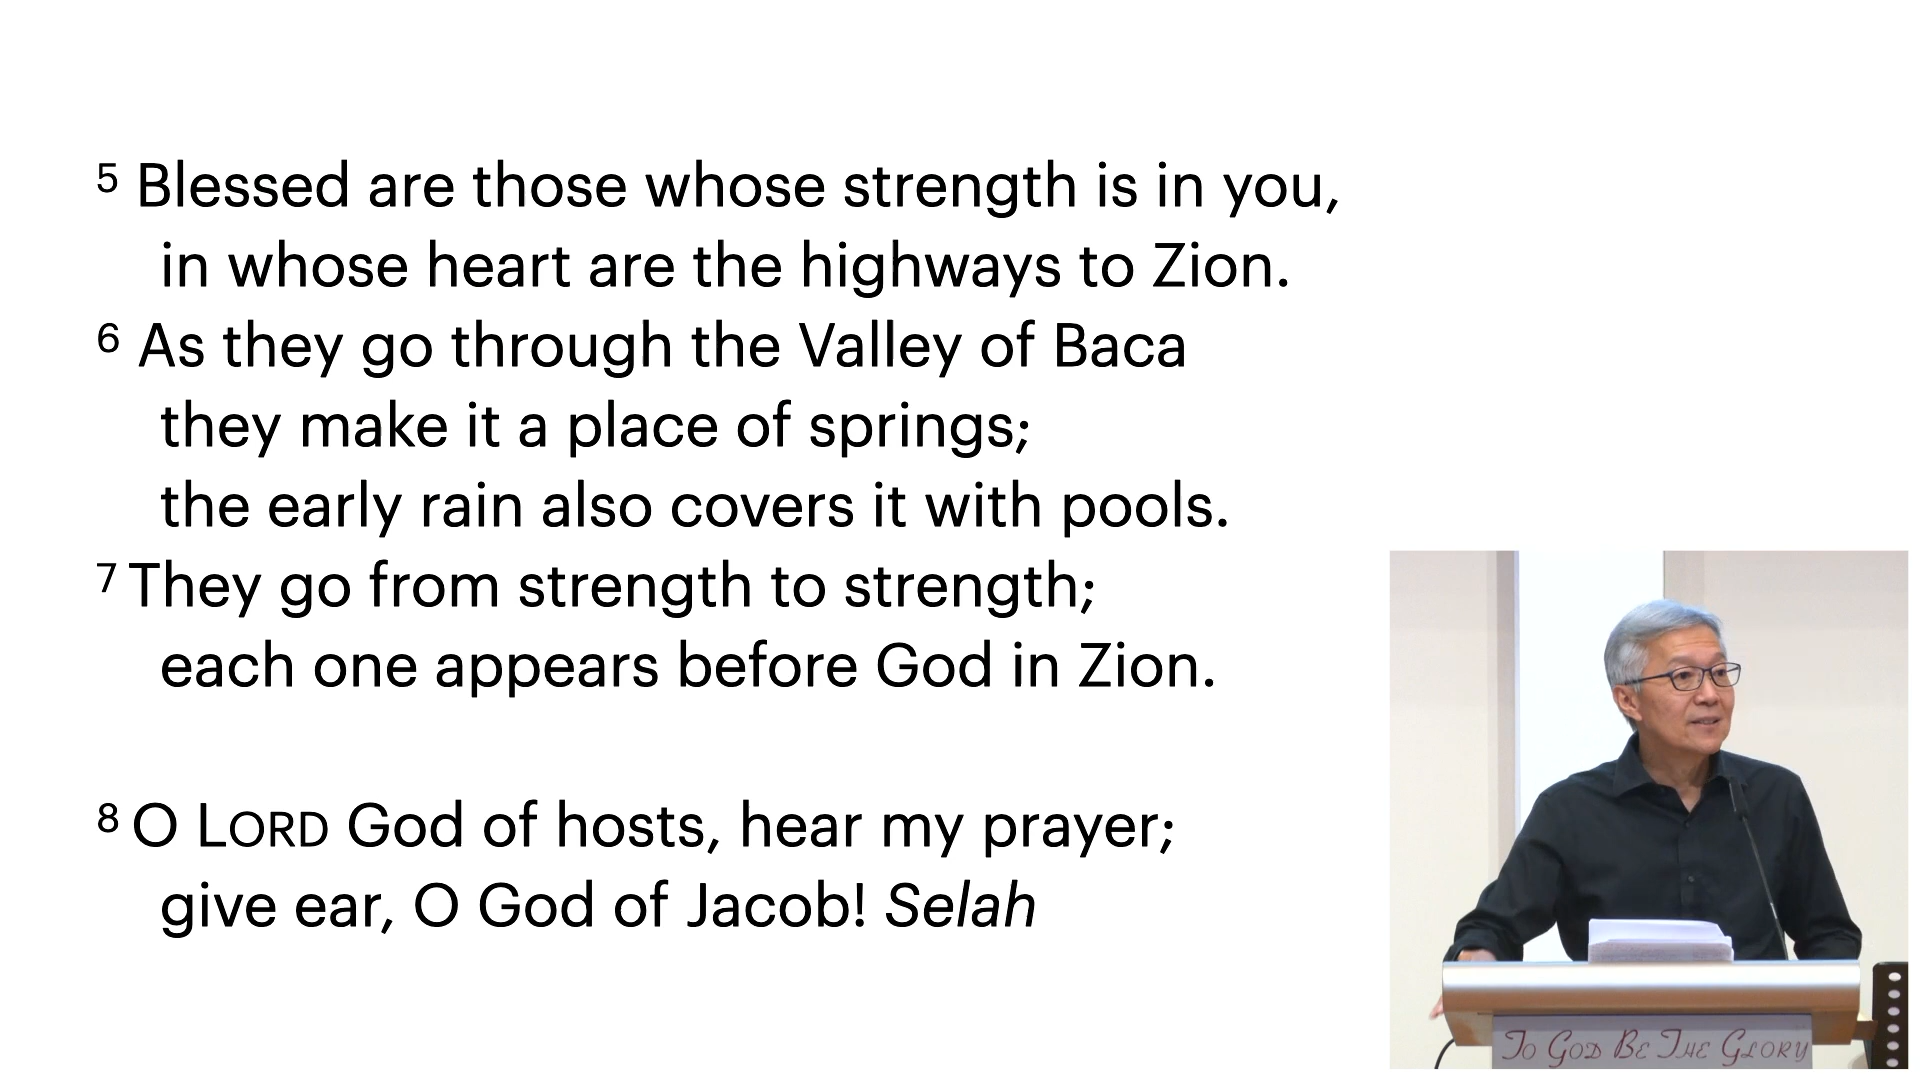 5 Blessed are those whose strength is in you,
in whose heart are the highways to Zion.
6 As they go through the Valley of Baca
they make it a place of springs;
the early rain also covers it with pools.
7 They go from strength to strength;
each one appears before God in Zion.
8 O LORD God of hosts, hear my prayer;
give ear, O God of Jacob! Selah
TO GOD BE THE GLORY